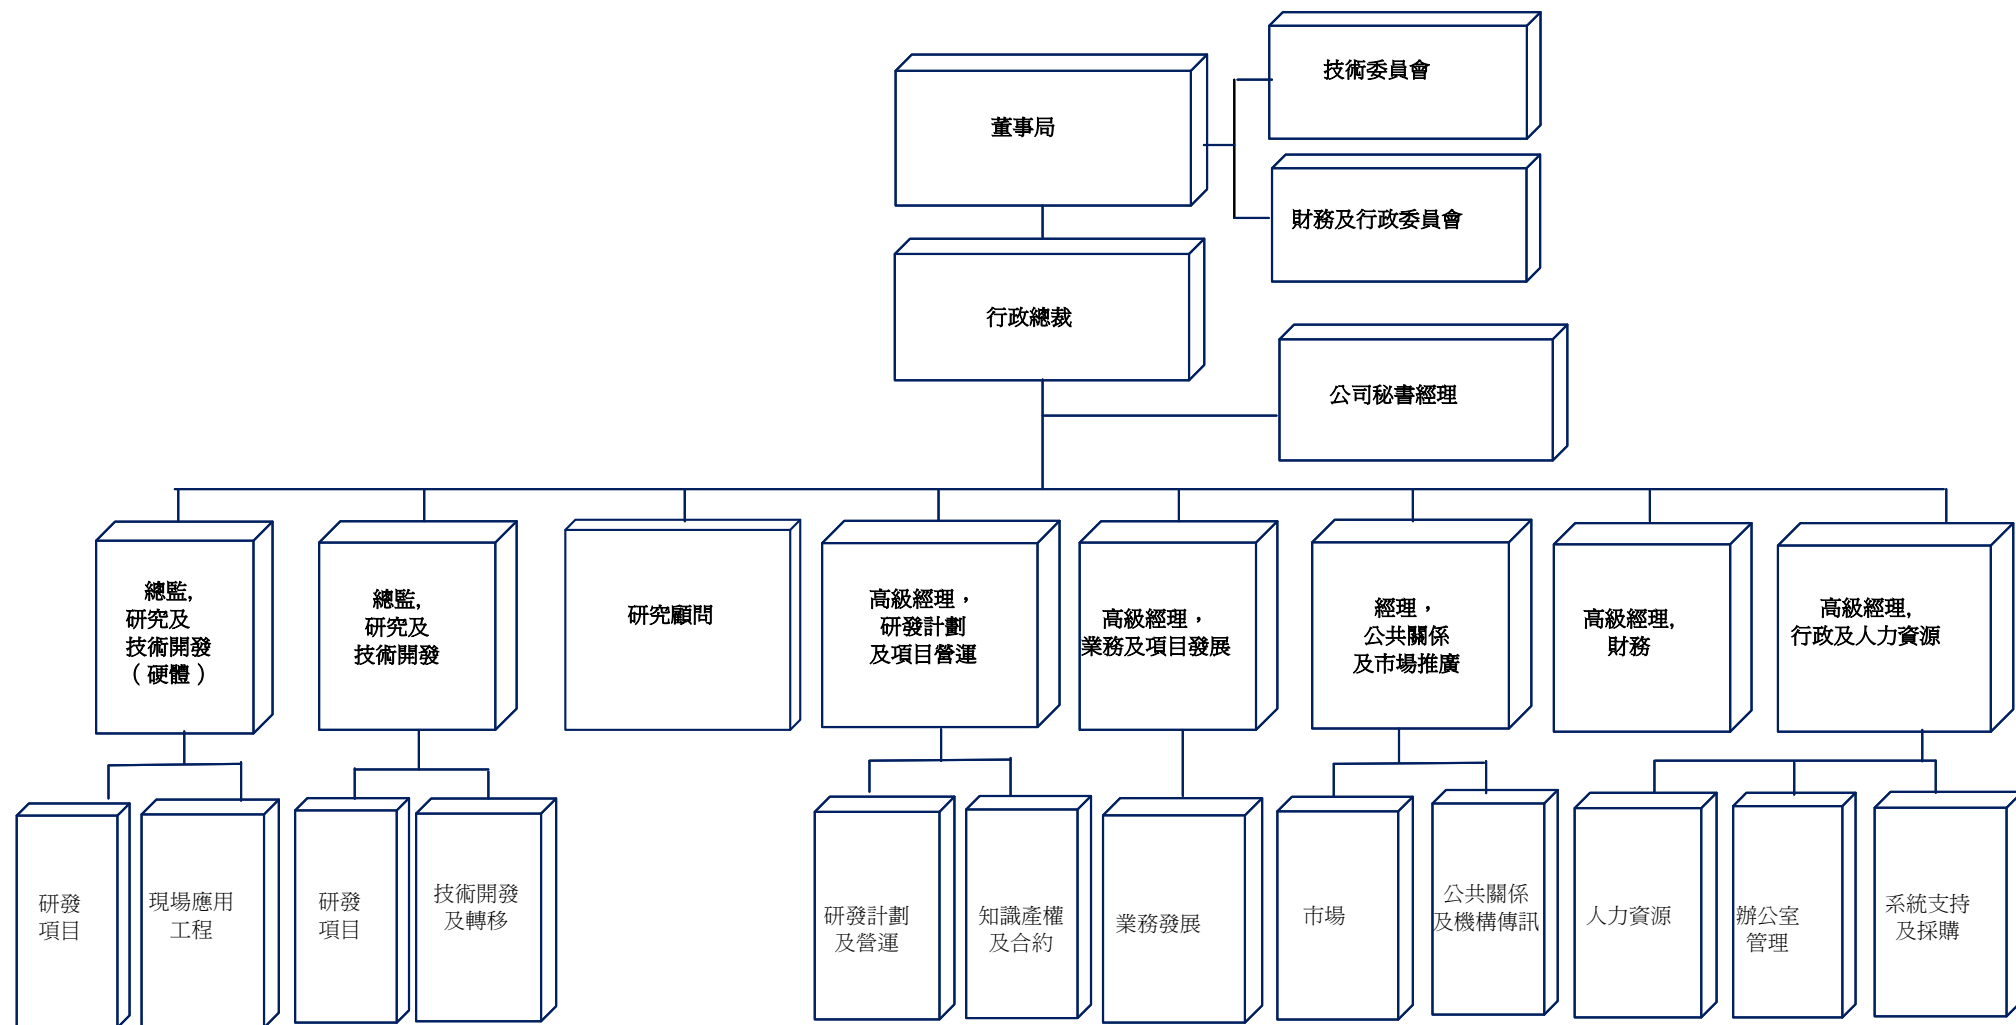 技術委員會
董事局
財務及行政委員會
行政總裁
公司秘書經理
總監,
研究及
技術開發
（硬體）
總監,
研究及
技術開發
研究顧問
高級經理，
研發計劃
及項目營運
高級經理，
業務及項目發展
經理，
公共關係
及市場推廣
高級經理,
財務
高級經理,
行政及人力資源
研發
項目
現場應用
工程
研發
項目
技術開發
及轉移
研發計劃
及營運
知識產權
及合約
業務發展
市場
公共關係
及機構傳訊
人力資源
辦公室
管理
系統支持
及採購